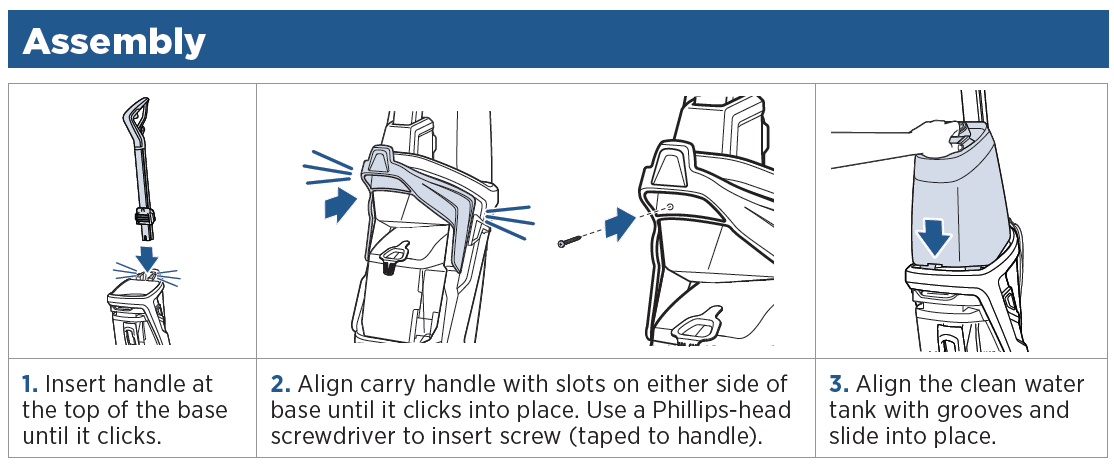 Assembly
1. Insert handle at
the top of the base
until it clicks.
2. Align carry handle with slots on either side of
base until it clicks into place. Use a Phillips-head
screwdriver to insert screw (taped to handle).
3. Align the clean water
tank with grooves and
slide into place.